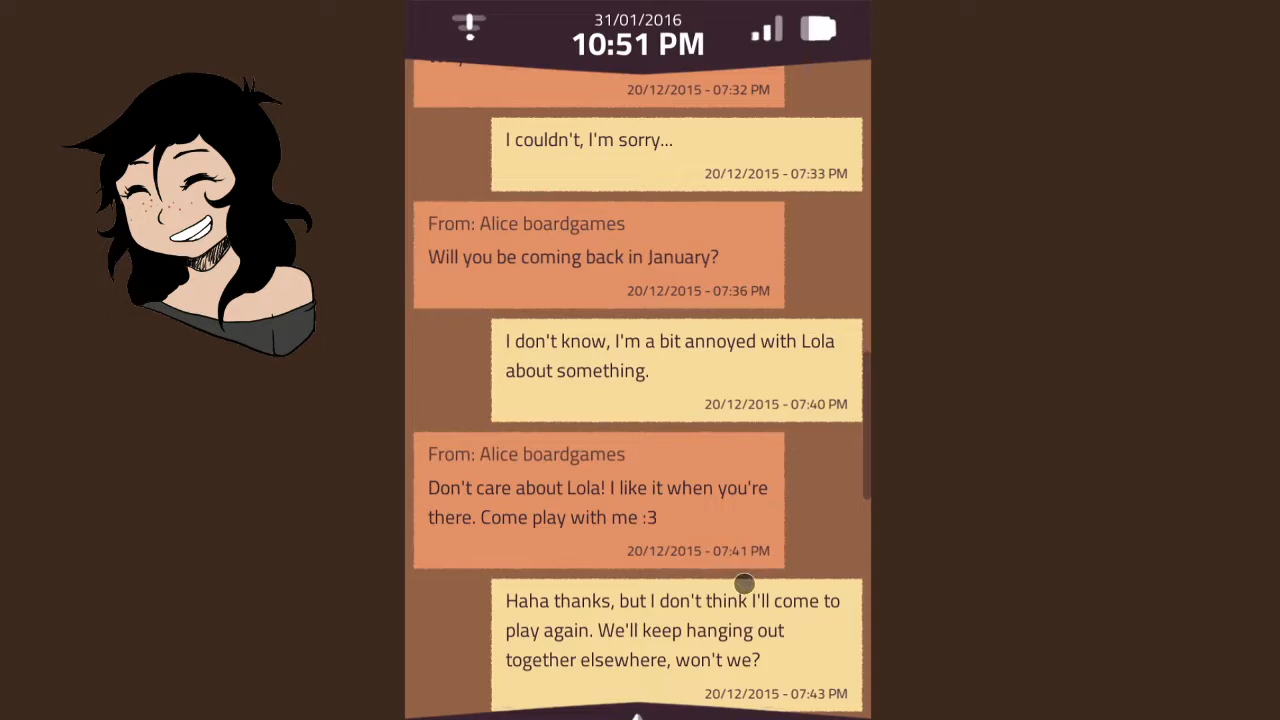 31/01/2016
10:51 PM
20/12/2015 - 07:32 PM
I couldn't, I'm sorry...
20/12/2015 - 07:33 PM
From: Alice boardgames
Will you be coming back in January?
20/12/2015 - 07:36 PM
I don't know, I'm a bit annoyed with Lola
about something.
20/12/2015 - 07:40 PM
From: Alice boardgames
Don't care about Lola! I like it when you're
there. Come play with me :3
20/12/2015 - 07:41 PM
Haha thanks, but I don't think I'll come to
play again. We'll keep hanging out
together elsewhere, won't we?
20/12/2015 - 07:43 PM